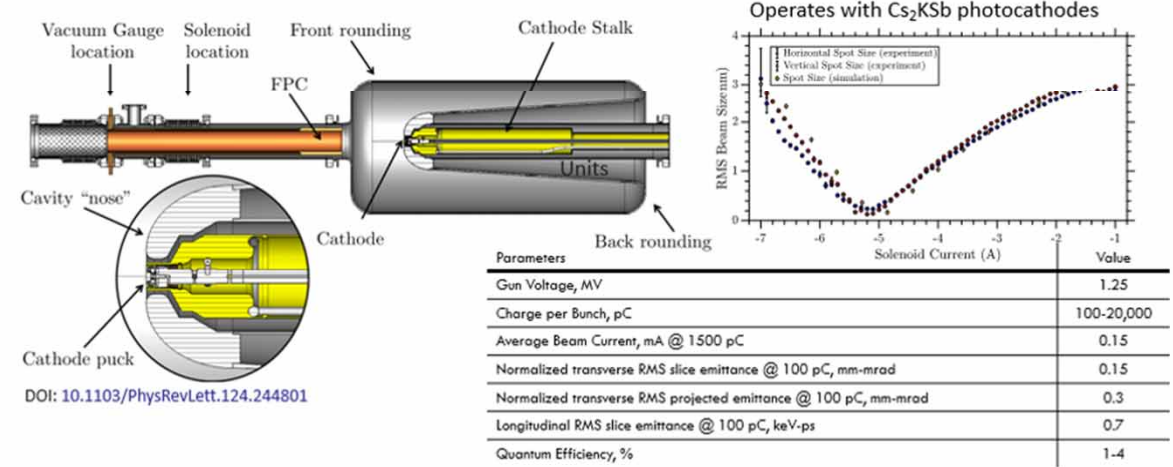 Vacuum Gauge
location
Solenoid
location
Front rounding
Cathode Stalk
FPC
Units
Cavity “nose”
Cathode
Back rounding
Cathode puck
DOI: 10.1103/PhysRevLett.124.244801
Operates with Cs₂KSb photocathodes
Horizontal Spot Size (experiment)
Vertical Spot Size (experiment)
Spot Size (simulation)
RMS Beam Sizemm)
4
3
2
1
0
-7 -6 -5 -4 -3 -2 -1
Solenoid Current (A)
Parameters Value
Gun Voltage, MV 1.25
Charge per Bunch, pC 100-20,000
Average Beam Current, mA @ 1500 pC 0.15
Normalized transverse RMS slice emittance @ 100 pC, mm-mrad 0.15
Normalized transverse RMS projected emittance @ 100 pC, mm-mrad 0.3
Longitudinal RMS slice emittance @ 100 pC, keV-ps 0.7
Quantum Efficiency, % 1-4